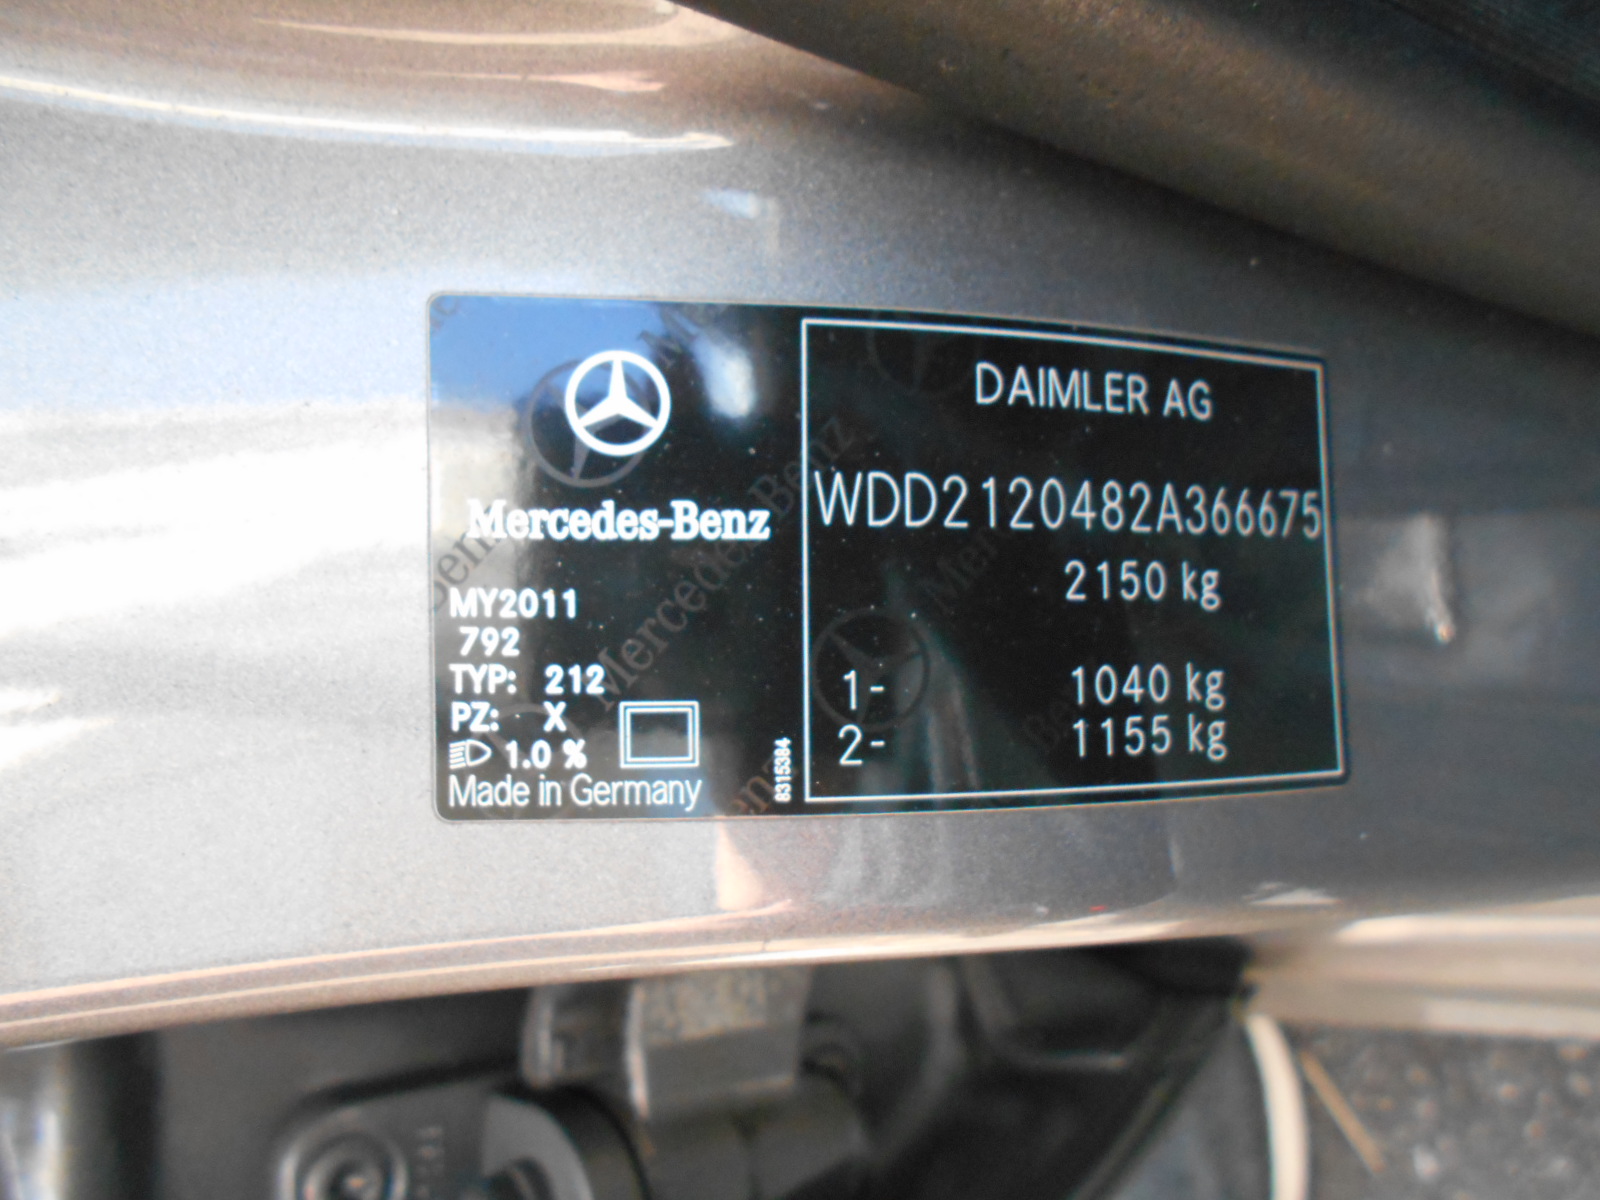 Mercedes-Benz
MY2011
792
TYP: 212
PZ: X
1.0 %
Made in Germany
8315384
DAIMLER AG
WDD2120482A366675
2150 kg
1- 1040 kg
2- 1155 kg